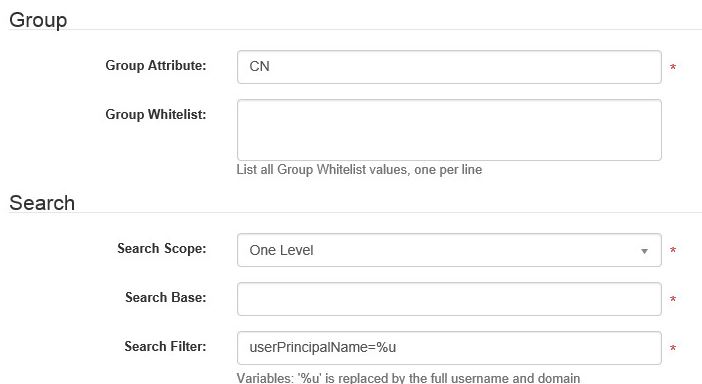 Group
Group Attribute: CN *
Group Whitelist:
List all Group Whitelist values, one per line
Search
Search Scope: One Level *
Search Base: *
Search Filter: userPrincipalName=%u *
Variables: '%u' is replaced by the full username and domain